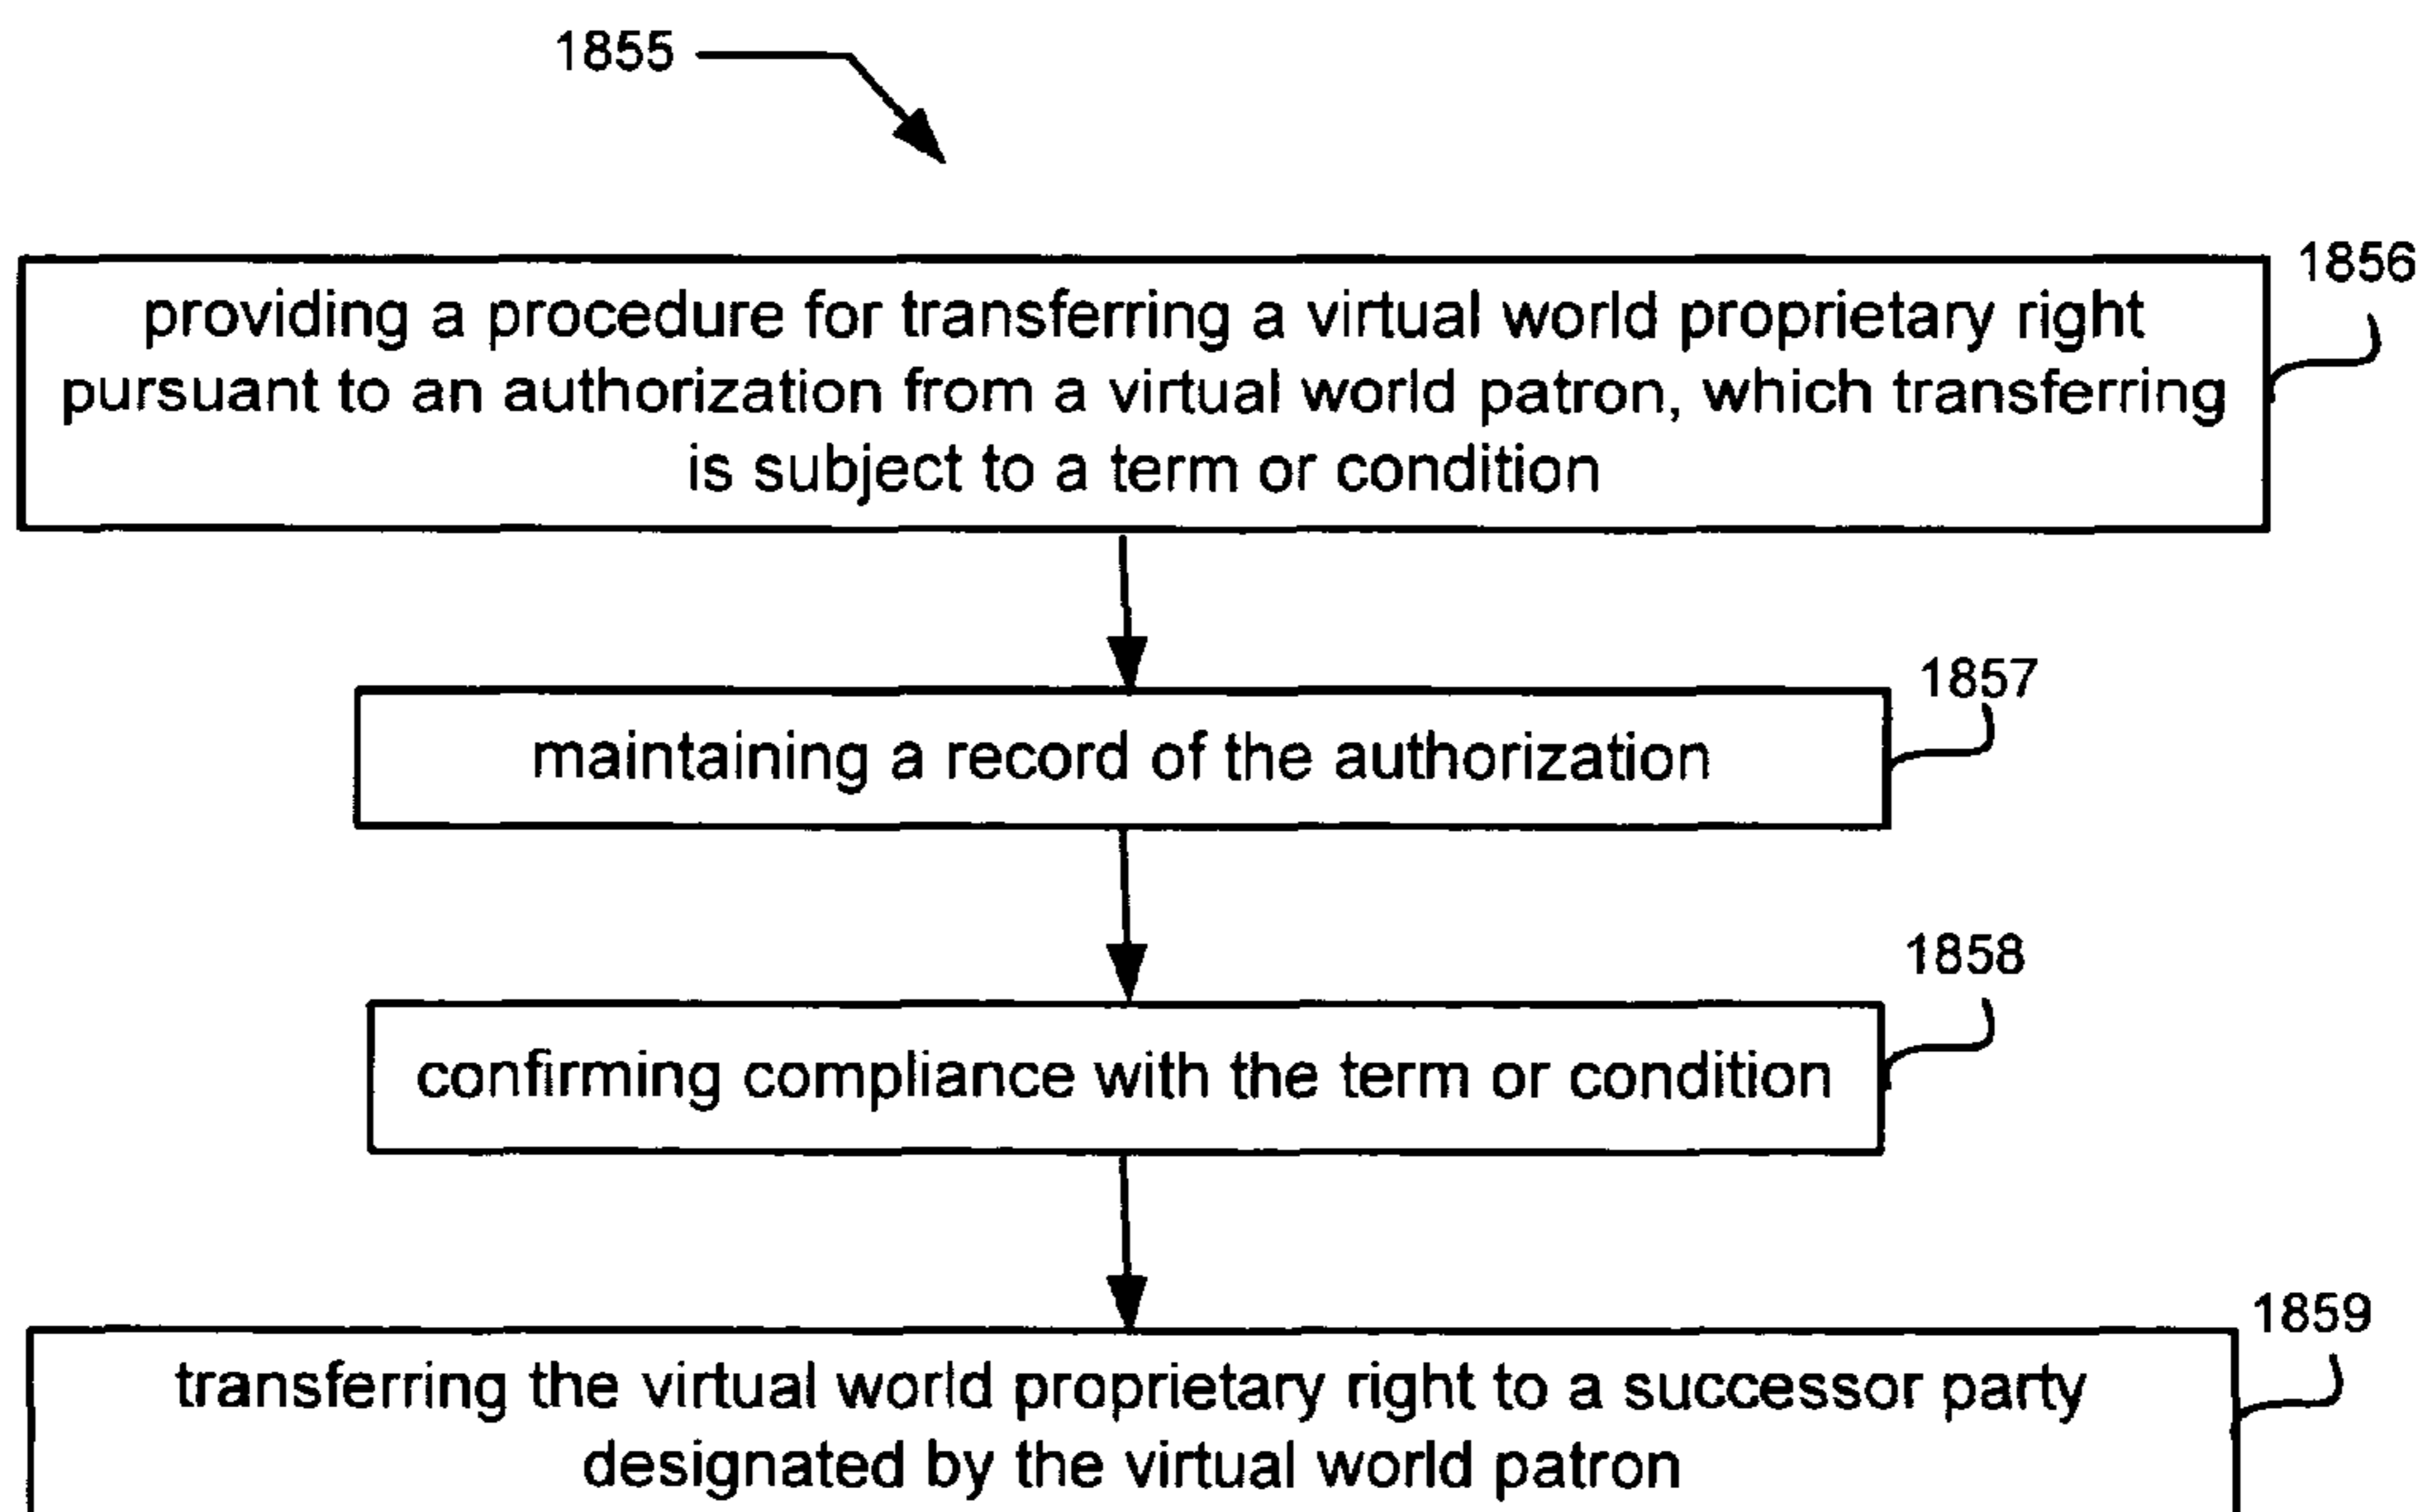 1855
1856
providing a procedure for transferring a virtual world proprietary right
pursuant to an authorization from a virtual world patron, which transferring
is subject to a term or condition
1857
maintaining a record of the authorization
1858
confirming compliance with the term or condition
1859
transferring the virtual world proprietary right to a successor party
designated by the virtual world patron